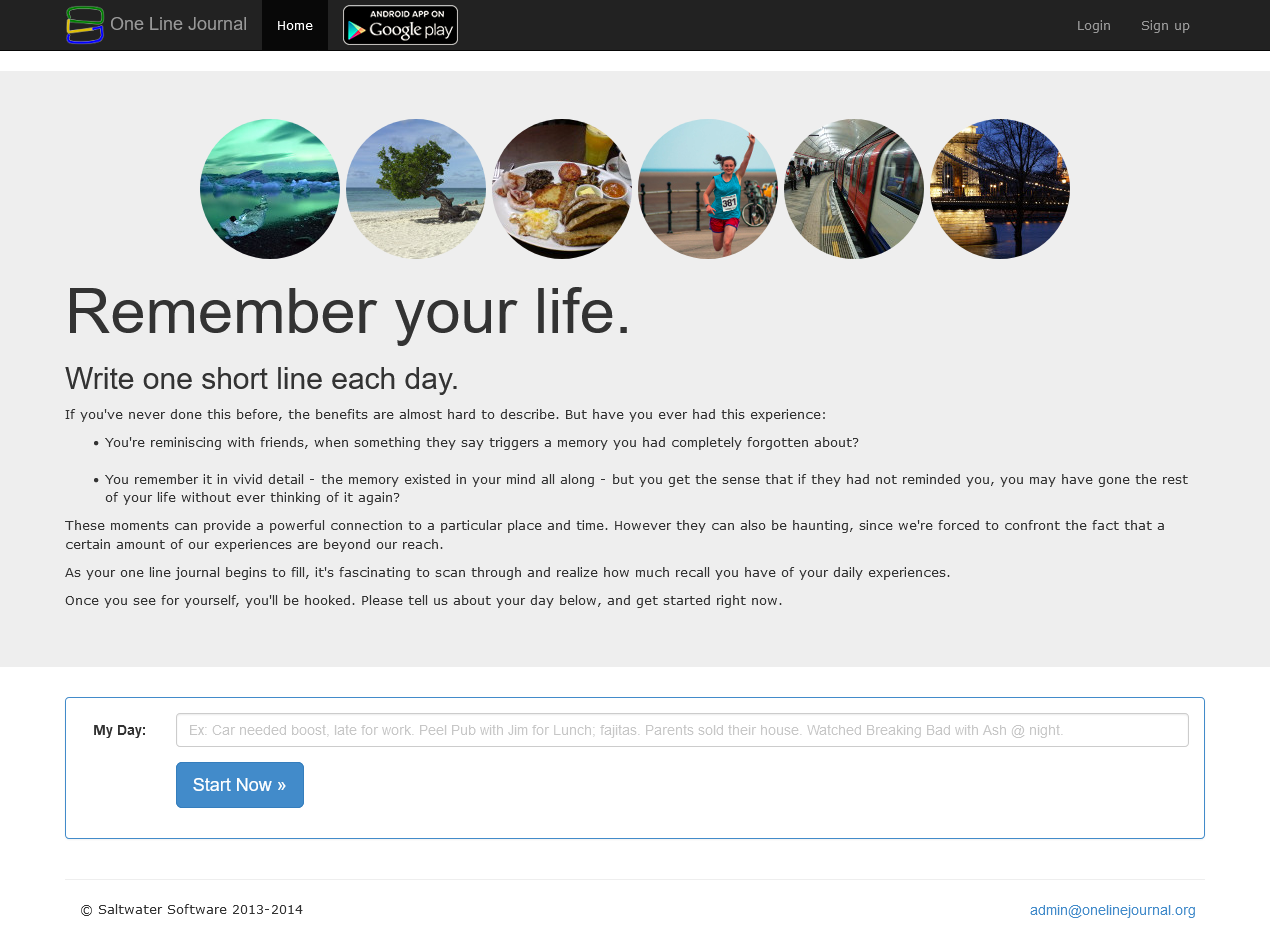 One Line Journal
Home
ANDROID APP ON
Google play
Login
Sign up
381
Remember your life.
Write one short line each day.
If you've never done this before, the benefits are almost hard to describe. But have you ever had this experience:
• You're reminiscing with friends, when something they say triggers a memory you had completely forgotten about?
• You remember it in vivid detail - the memory existed in your mind all along - but you get the sense that if they had not reminded you, you may have gone the rest
of your life without ever thinking of it again?
These moments can provide a powerful connection to a particular place and time. However they can also be haunting, since we're forced to confront the fact that a
certain amount of our experiences are beyond our reach.
As your one line journal begins to fill, it's fascinating to scan through and realize how much recall you have of your daily experiences.
Once you see for yourself, you'll be hooked. Please tell us about your day below, and get started right now.
My Day:
Ex: Car needed boost, late for work. Peel Pub with Jim for Lunch; fajitas. Parents sold their house. Watched Breaking Bad with Ash @ night.
Start Now »
© Saltwater Software 2013-2014
admin@onelinejournal.org